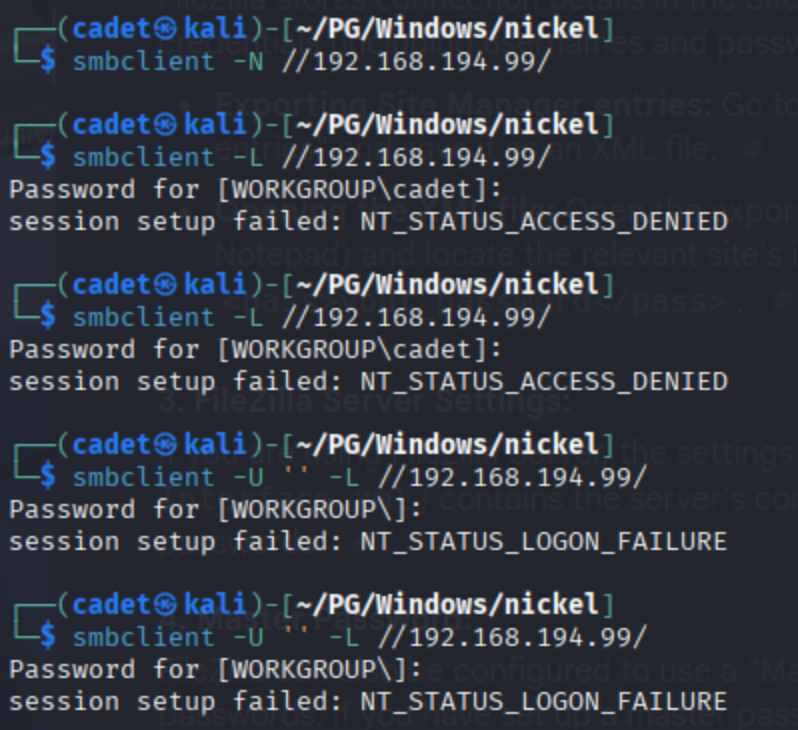 ┌──(cadet㉿kali)-[~/PG/Windows/nickel]
└─$ smbclient -N //192.168.194.99/
┌──(cadet㉿kali)-[~/PG/Windows/nickel]
└─$ smbclient -L //192.168.194.99/
Password for [WORKGROUP\cadet]:
session setup failed: NT_STATUS_ACCESS_DENIED
┌──(cadet㉿kali)-[~/PG/Windows/nickel]
└─$ smbclient -L //192.168.194.99/
Password for [WORKGROUP\cadet]:
session setup failed: NT_STATUS_ACCESS_DENIED
┌──(cadet㉿kali)-[~/PG/Windows/nickel]
└─$ smbclient -U '' -L //192.168.194.99/
Password for [WORKGROUP\]:
session setup failed: NT_STATUS_LOGON_FAILURE
┌──(cadet㉿kali)-[~/PG/Windows/nickel]
└─$ smbclient -U '' -L //192.168.194.99/
Password for [WORKGROUP\]:
session setup failed: NT_STATUS_LOGON_FAILURE